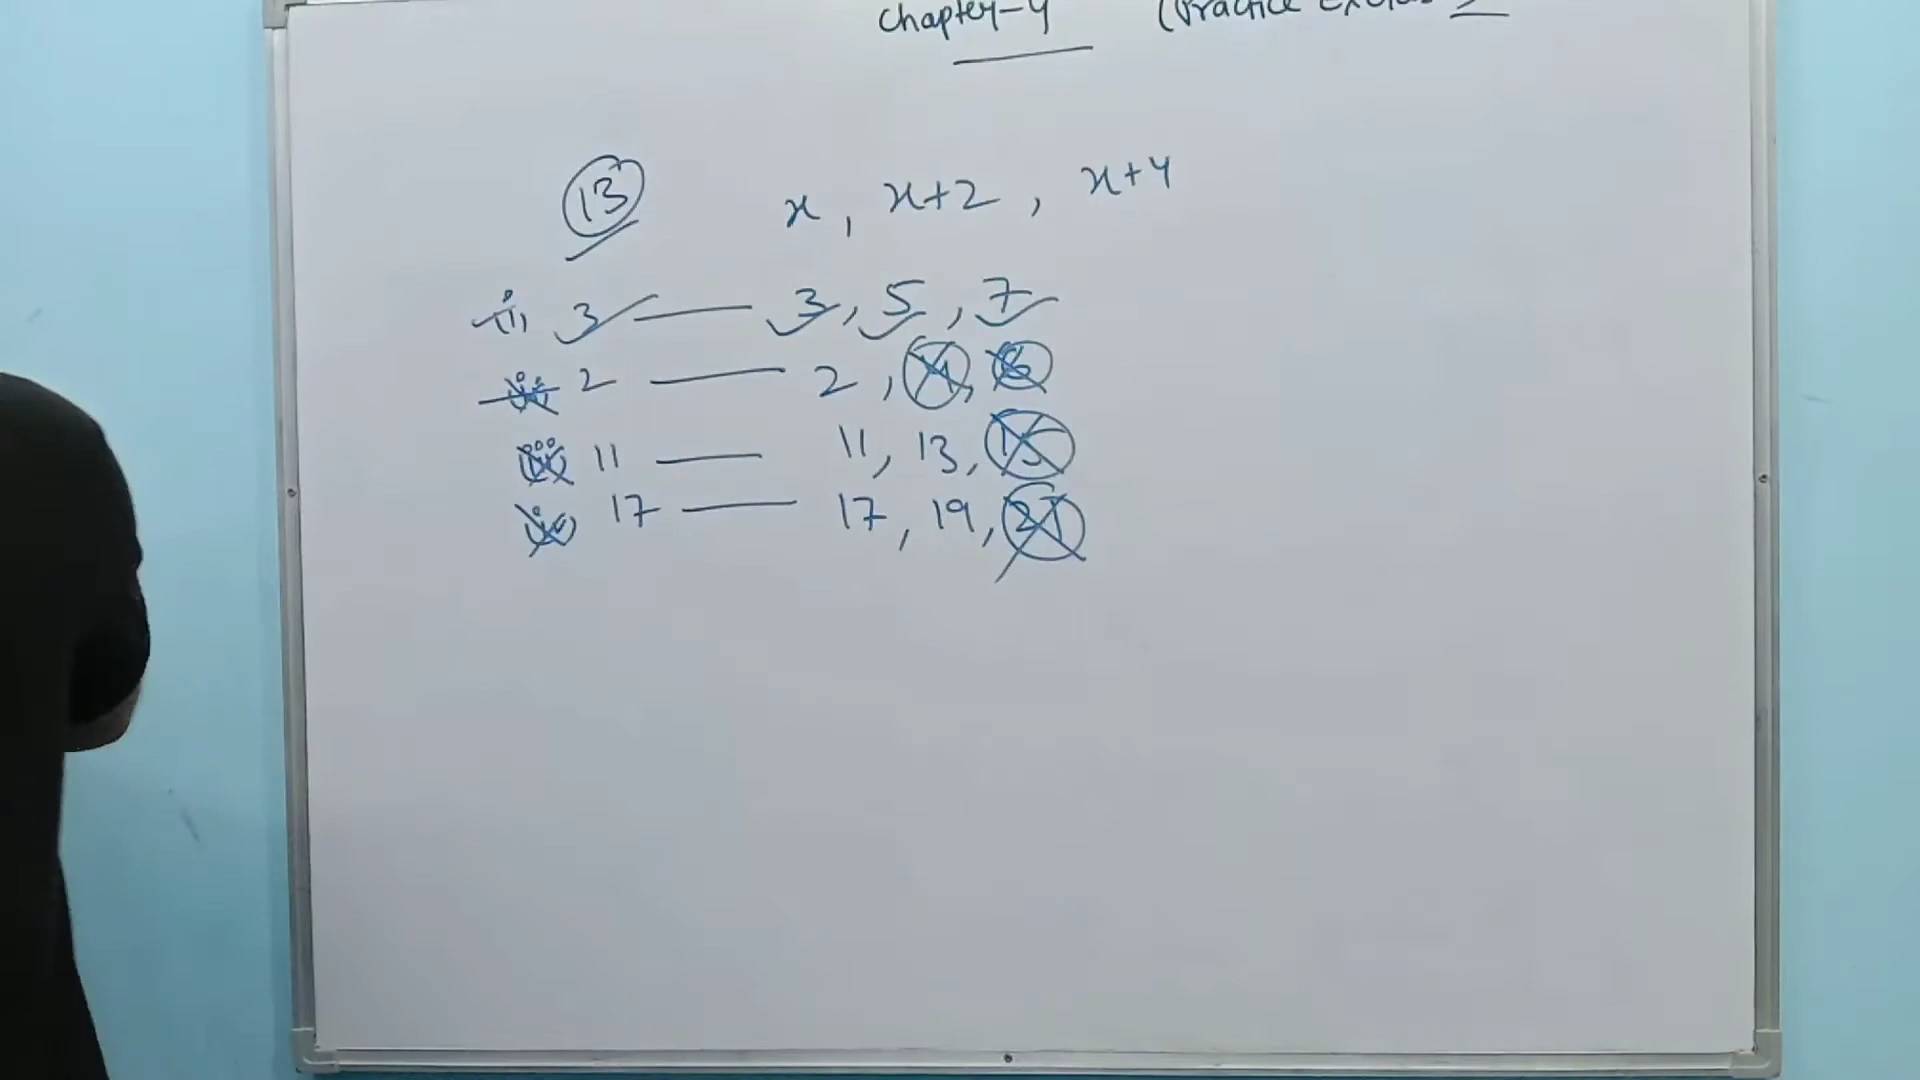 Chapter-4 (Practice
13 x, x+2, x+4
(i) 3 — 3, 5, 7
(ii) 2 — 2, 4, 6
(iii) 11 — 11, 13, 15
(iv) 17 — 17, 19, 21